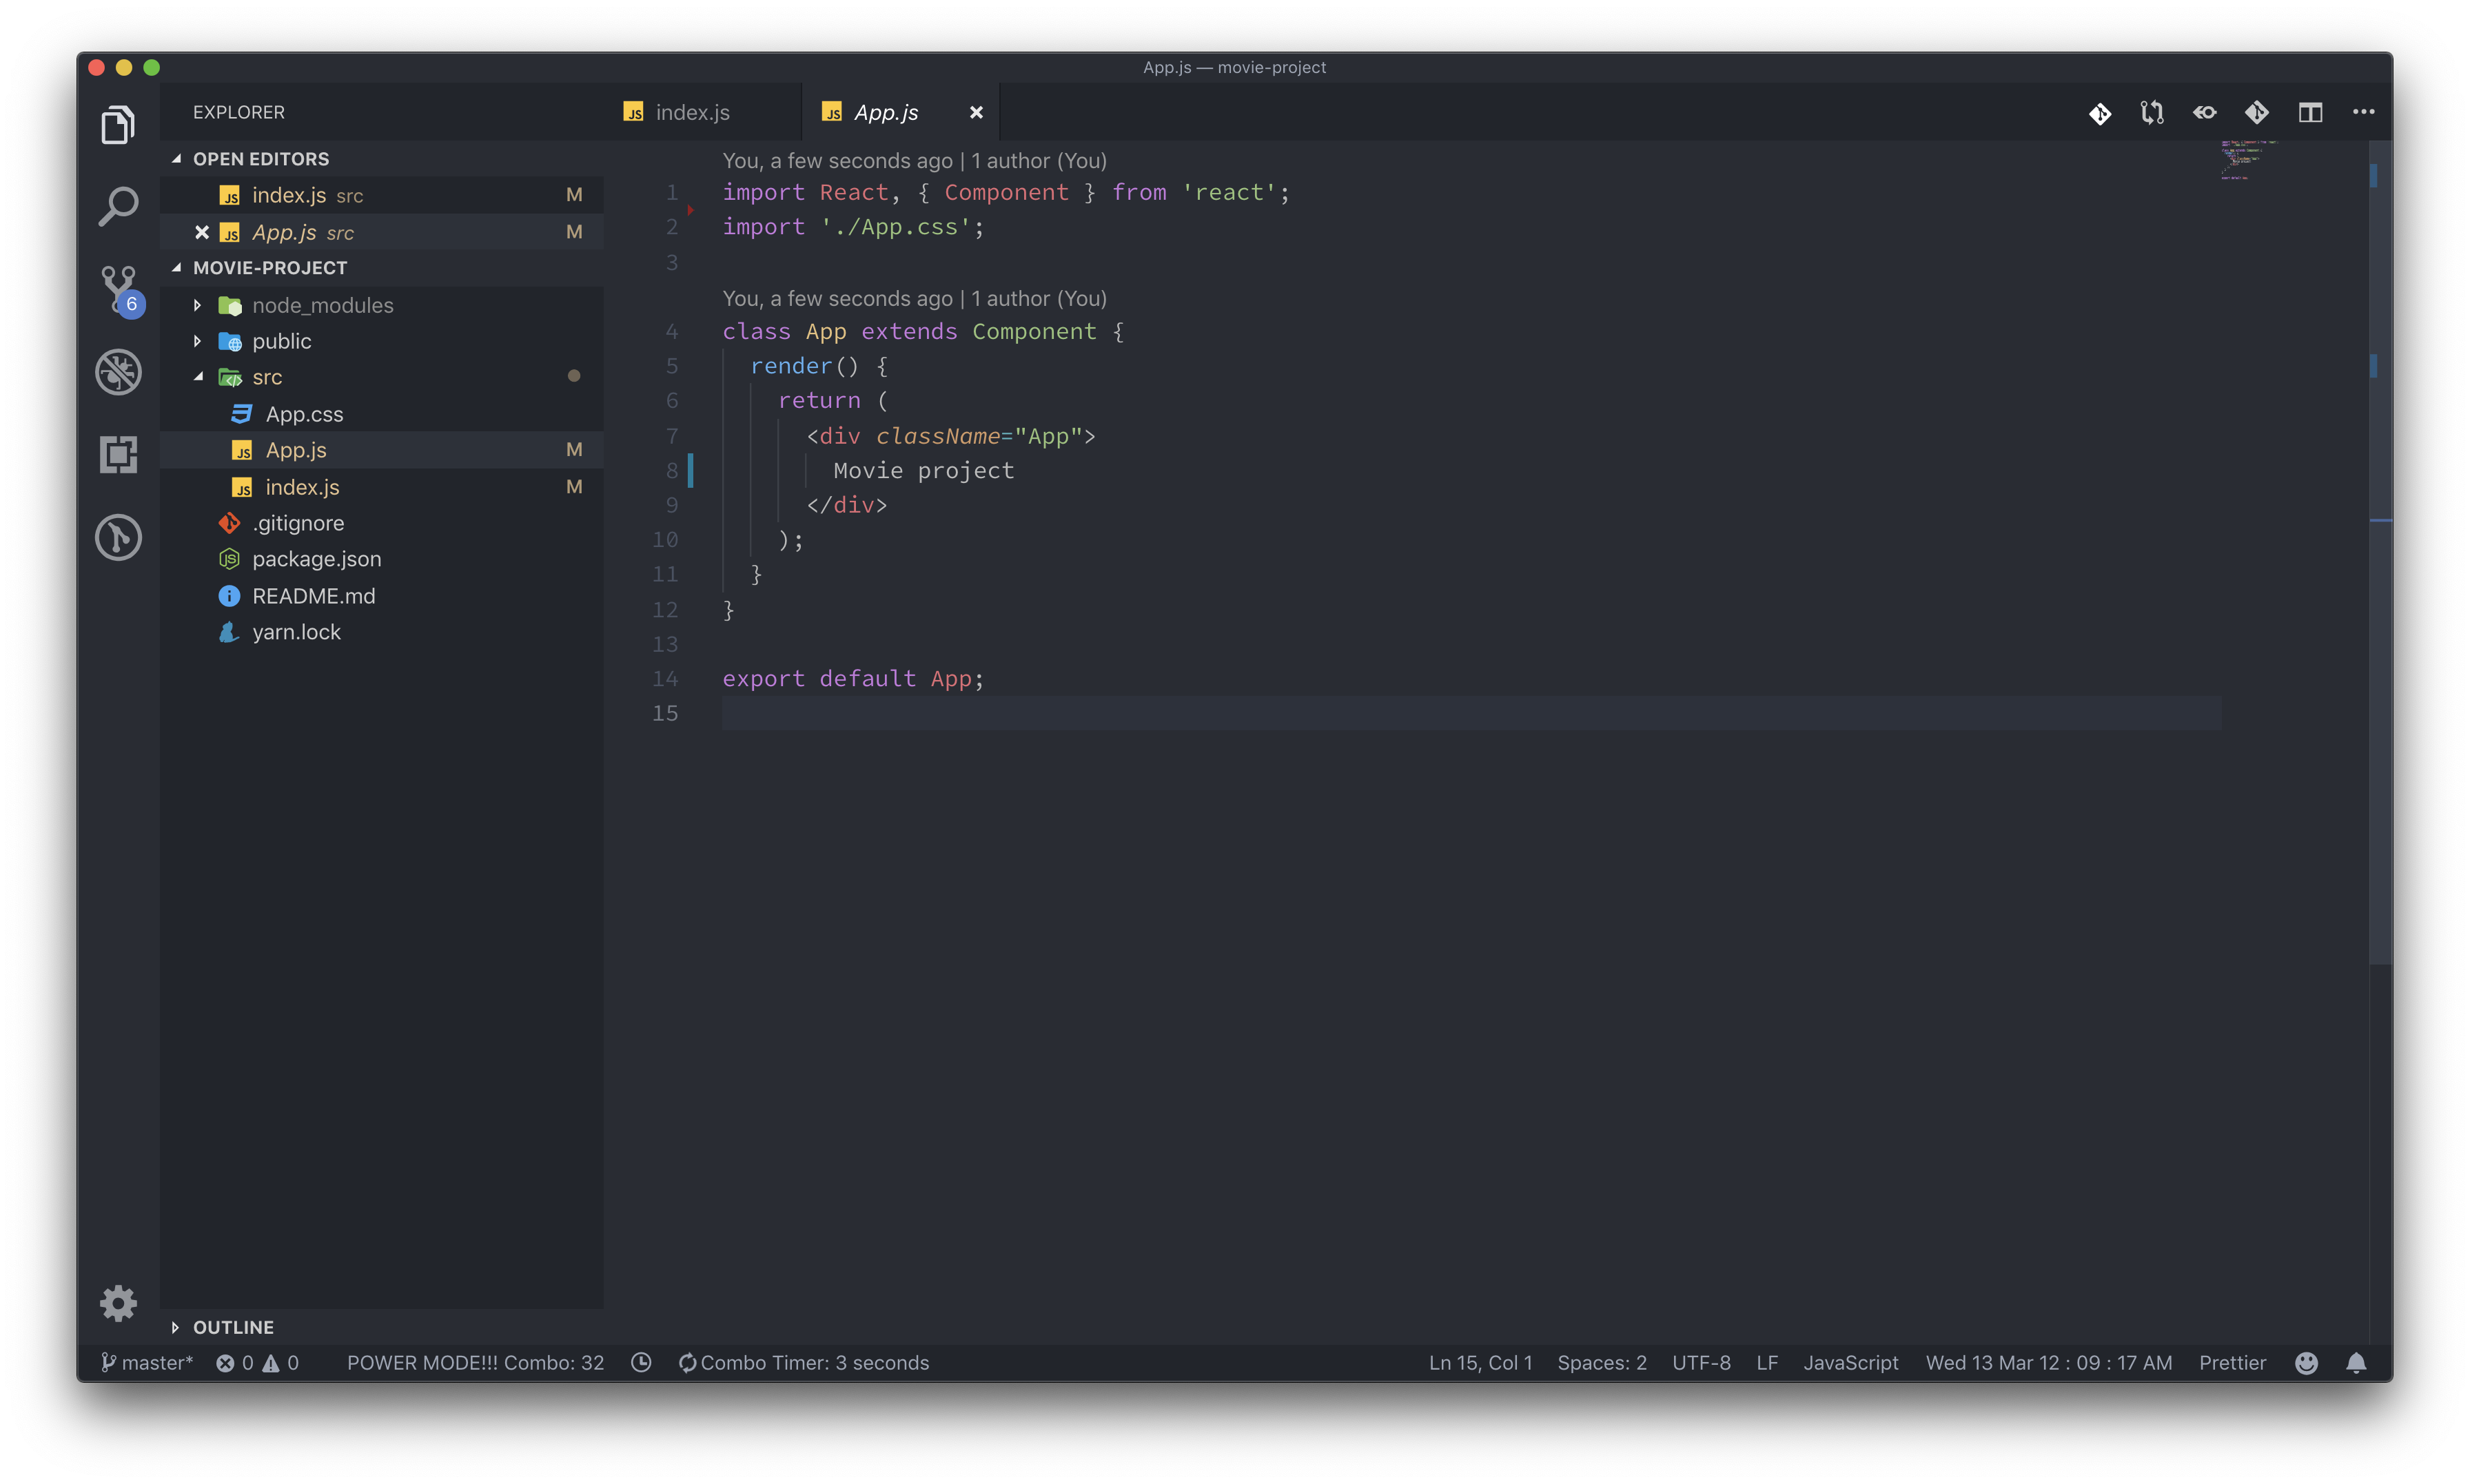 App.js — movie-project
EXPLORER
index.js
App.js
OPEN EDITORS
index.js src M
App.js src M
MOVIE-PROJECT
node_modules
public
src
App.css
App.js M
index.js M
.gitignore
package.json
README.md
yarn.lock
6
OUTLINE
You, a few seconds ago | 1 author (You)
1 import React, { Component } from 'react';
2 import './App.css';
3
You, a few seconds ago | 1 author (You)
4 class App extends Component {
5 render() {
6 return (
7 <div className="App">
8 Movie project
9 </div>
10 );
11 }
12 }
13
14 export default App;
15
master* 0 0 POWER MODE!!! Combo: 32 Combo Timer: 3 seconds Ln 15, Col 1 Spaces: 2 UTF-8 LF JavaScript Wed 13 Mar 12 : 09 : 17 AM Prettier